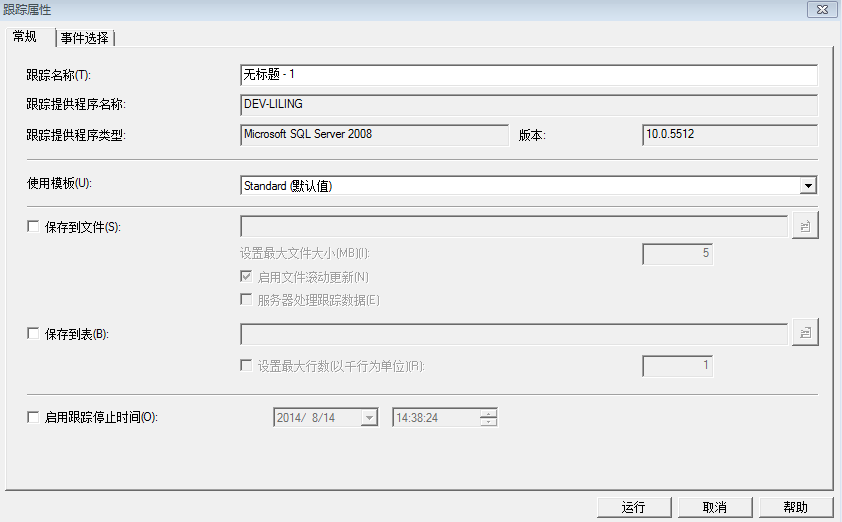 跟踪属性
常规 事件选择
跟踪名称(T): 无标题 - 1
跟踪提供程序名称: DEV-LILING
跟踪提供程序类型: Microsoft SQL Server 2008 版本: 10.0.5512
使用模板(U): Standard (默认值)
保存到文件(S):
设置最大文件大小(MB)(I): 5
启用文件滚动更新(N)
服务器处理跟踪数据(E)
保存到表(B):
设置最大行数(以千行为单位)(R): 1
启用跟踪停止时间(O): 2014/ 8/14 14:38:24
运行 取消 帮助